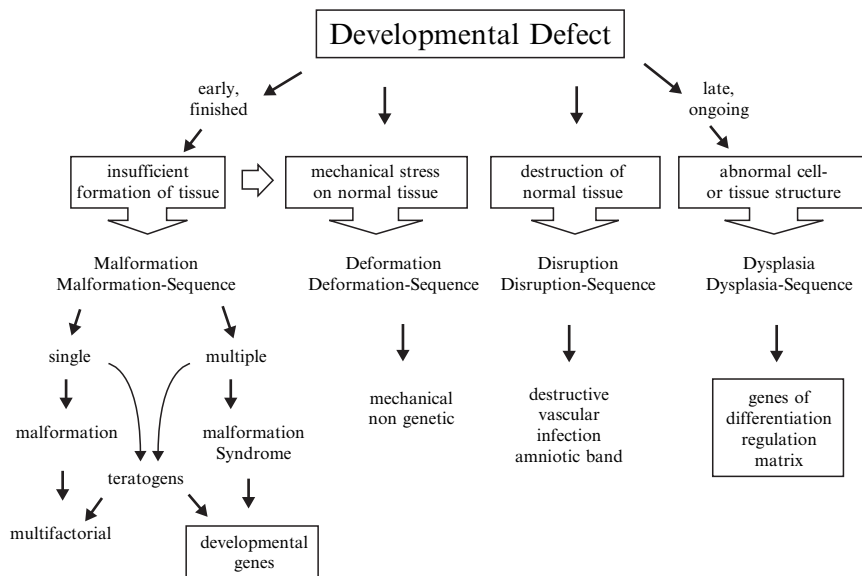 Developmental Defect
early,
finished
late,
ongoing
insufficient
formation of tissue
mechanical stress
on normal tissue
destruction of
normal tissue
abnormal cell-
or tissue structure
Malformation
Malformation-Sequence
Deformation
Deformation-Sequence
Disruption
Disruption-Sequence
Dysplasia
Dysplasia-Sequence
single
multiple
malformation
malformation
Syndrome
teratogens
multifactorial
developmental
genes
mechanical
non genetic
destructive
vascular
infection
amniotic band
genes of
differentiation
regulation
matrix